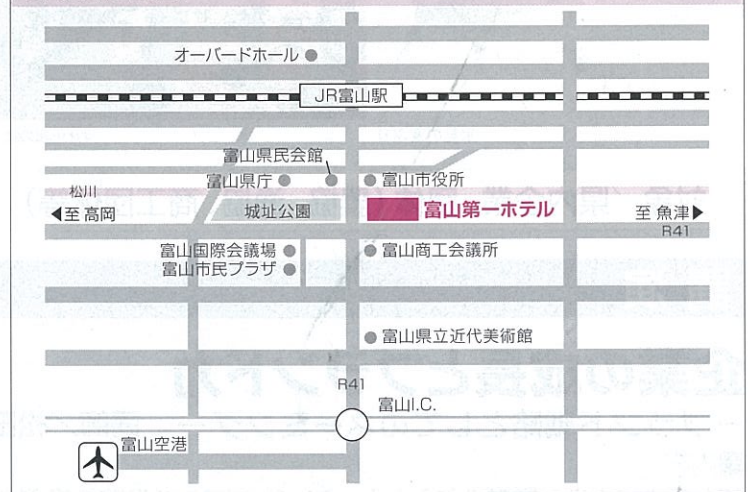 オーバードホール
JR富山駅
富山県民会館
富山県庁
富山市役所
松川
◀至 高岡
城址公園
富山第一ホテル
至 魚津▶
R41
富山国際会議場
富山市民プラザ
富山商工会議所
富山県立近代美術館
R41
富山I.C.
富山空港